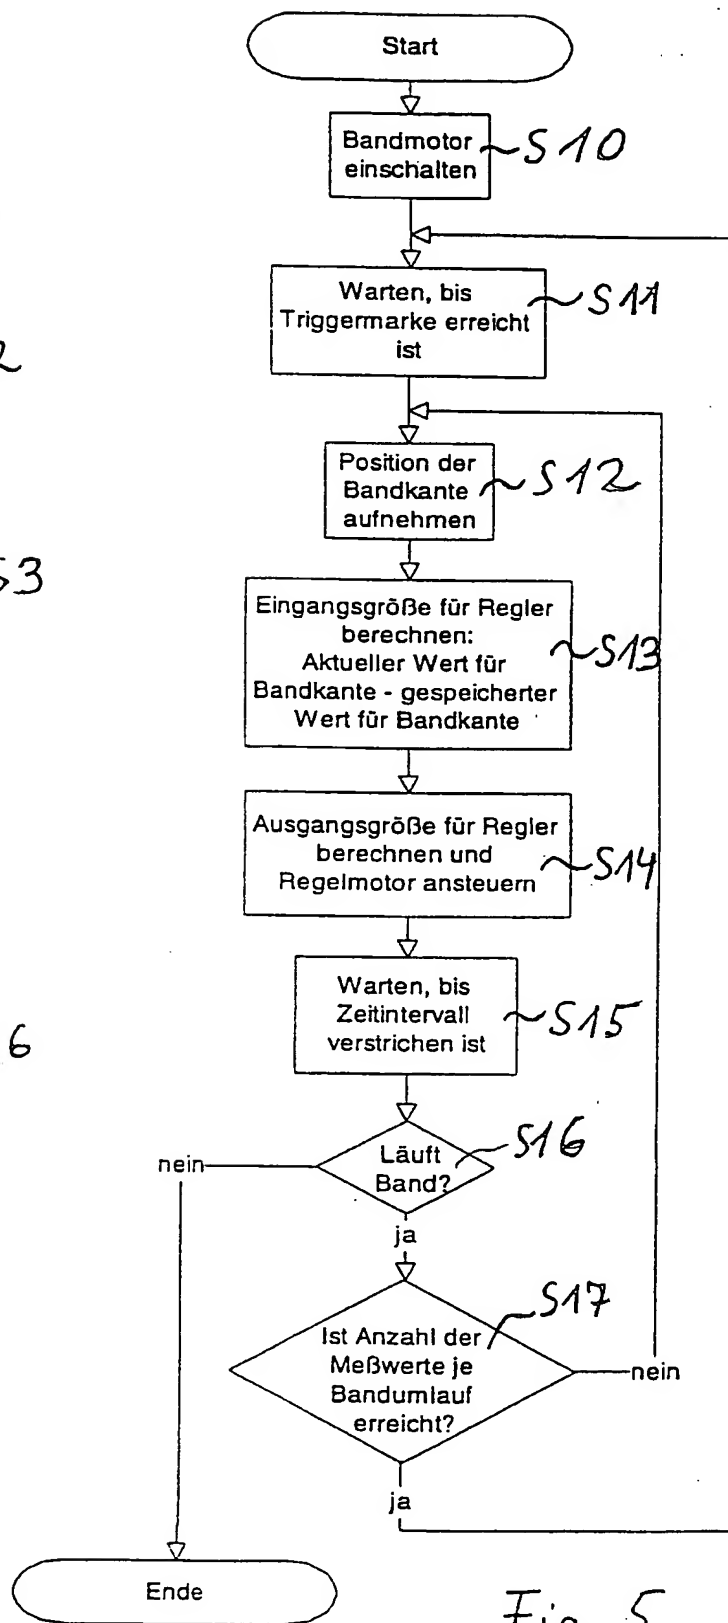 Start
Bandmotor
einschalten
S10
Warten, bis
Triggermarke erreicht
ist
S11
2
Position der
Bandkante
aufnehmen
S12
S3
Eingangsgröße für Regler
berechnen:
Aktueller Wert für
Bandkante - gespeicherter
Wert für Bandkante
S13
Ausgangsgröße für Regler
berechnen und
Regelmotor ansteuern
S14
Warten, bis
Zeitintervall
verstrichen ist
S15
6
Läuft
Band?
S16
nein
ja
Ist Anzahl der
Meßwerte je
Bandumlauf
erreicht?
S17
nein
ja
Ende
Fig. 5